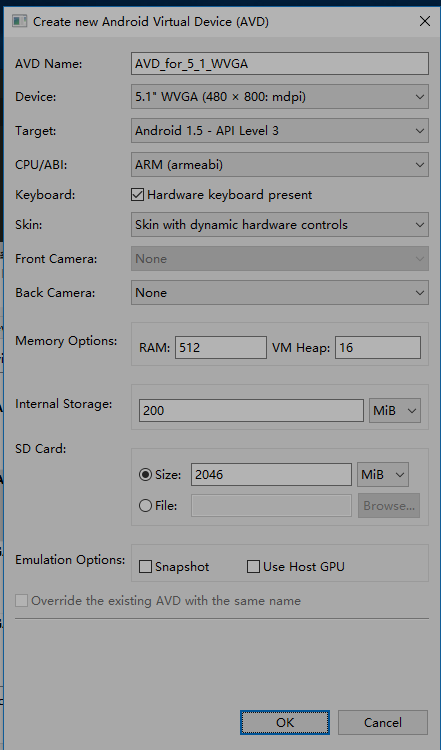 Create new Android Virtual Device (AVD)
AVD Name: AVD_for_5_1_WVGA
Device: 5.1" WVGA (480 × 800: mdpi)
Target: Android 1.5 - API Level 3
CPU/ABI: ARM (armeabi)
Keyboard: Hardware keyboard present
Skin: Skin with dynamic hardware controls
Front Camera: None
Back Camera: None
Memory Options: RAM: 512 VM Heap: 16
Internal Storage: 200 MiB
SD Card:
Size: 2046 MiB
File: Browse...
Emulation Options: Snapshot Use Host GPU
Override the existing AVD with the same name
OK Cancel